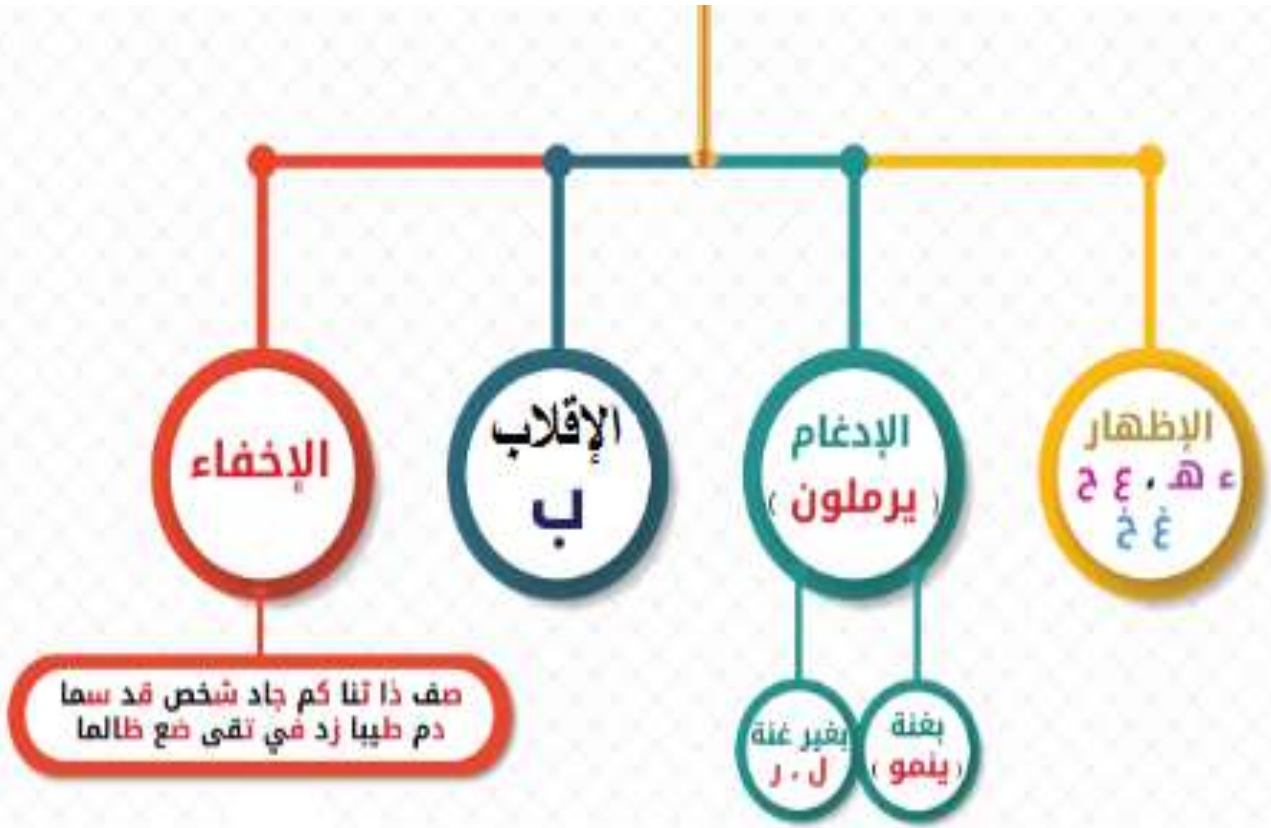 الإظهار
ء هـ ، ع ح
غ خ
الإدغام
( يرملون )
بغنة
( ينمو )
بغير غنة
ل ، ر
الإقلاب
ب
الإخفاء
صف ذا ثنا كم جاد شخص قد سما
دم طيبا زد في تقى ضع ظالما